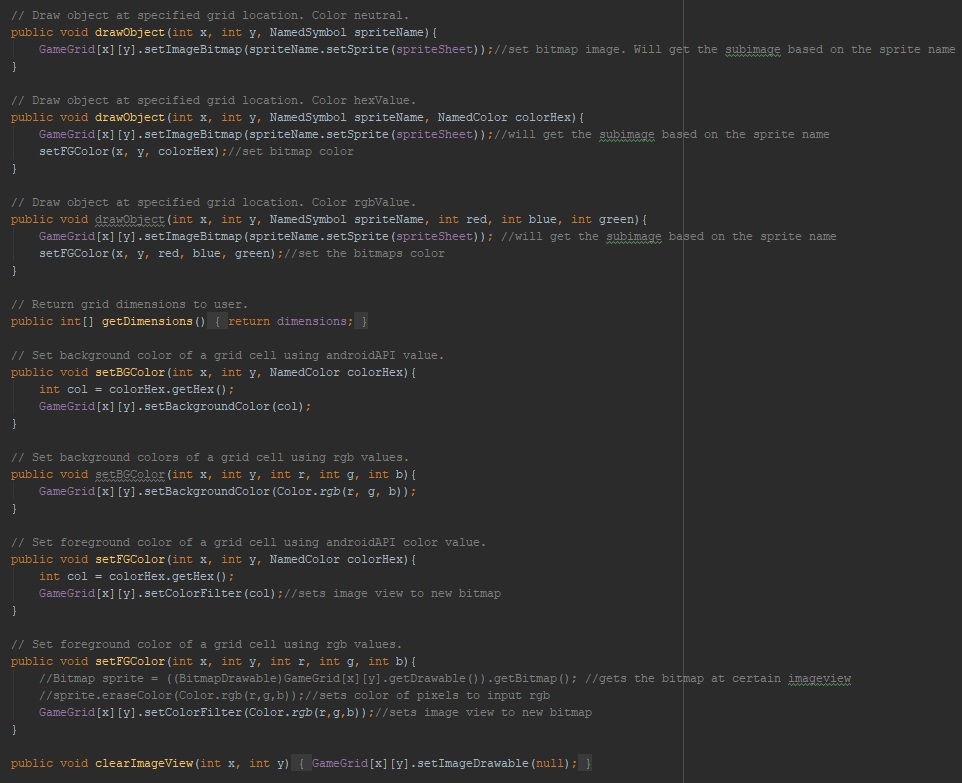 // Draw object at specified grid location. Color neutral.
public void drawObject(int x, int y, NamedSymbol spriteName){
    GameGrid[x][y].setImageBitmap(spriteName.setSprite(spriteSheet));//set bitmap image. Will get the subimage based on the sprite name
}

// Draw object at specified grid location. Color hexValue.
public void drawObject(int x, int y, NamedSymbol spriteName, NamedColor colorHex){
    GameGrid[x][y].setImageBitmap(spriteName.setSprite(spriteSheet));//will get the subimage based on the sprite name
    setFGColor(x, y, colorHex);//set bitmap color
}

// Draw object at specified grid location. Color rgbValue.
public void drawObject(int x, int y, NamedSymbol spriteName, int red, int blue, int green){
    GameGrid[x][y].setImageBitmap(spriteName.setSprite(spriteSheet)); //will get the subimage based on the sprite name
    setFGColor(x, y, red, blue, green);//set the bitmaps color
}

// Return grid dimensions to user.
public int[] getDimensions() { return dimensions; }

// Set background color of a grid cell using androidAPI value.
public void setBGColor(int x, int y, NamedColor colorHex){
    int col = colorHex.getHex();
    GameGrid[x][y].setBackgroundColor(col);
}

// Set background colors of a grid cell using rgb values.
public void setBGColor(int x, int y, int r, int g, int b){
    GameGrid[x][y].setBackgroundColor(Color.rgb(r, g, b));
}

// Set foreground color of a grid cell using androidAPI color value.
public void setFGColor(int x, int y, NamedColor colorHex){
    int col = colorHex.getHex();
    GameGrid[x][y].setColorFilter(col);//sets image view to new bitmap
}

// Set foreground color of a grid cell using rgb values.
public void setFGColor(int x, int y, int r, int g, int b){
    //Bitmap sprite = ((BitmapDrawable)GameGrid[x][y].getDrawable()).getBitmap(); //gets the bitmap at certain imageview
    //sprite.eraseColor(Color.rgb(r,g,b));//sets color of pixels to input rgb
    GameGrid[x][y].setColorFilter(Color.rgb(r,g,b));//sets image view to new bitmap
}

public void clearImageView(int x, int y) { GameGrid[x][y].setImageDrawable(null); }